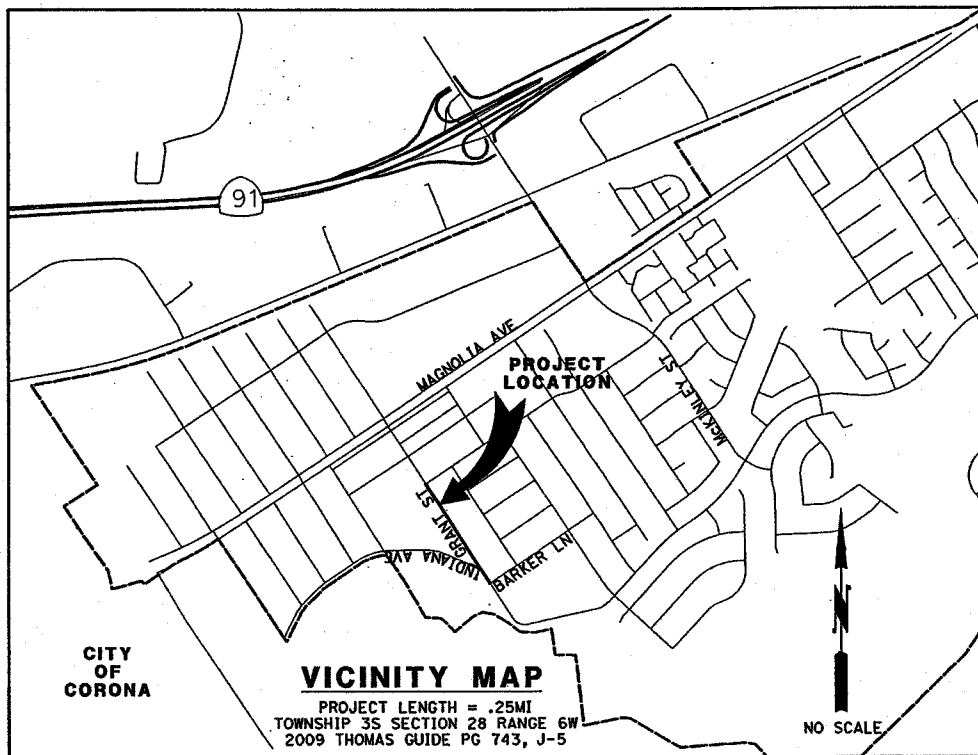 91
MAGNOLIA AVE
PROJECT
LOCATION
McKINLEY ST
GRANT ST
INDIANA AVE
BARKER LN
CITY
OF
CORONA
VICINITY MAP
PROJECT LENGTH = .25MI
TOWNSHIP 3S SECTION 28 RANGE 6W
2009 THOMAS GUIDE PG 743, J-5
N
NO SCALE